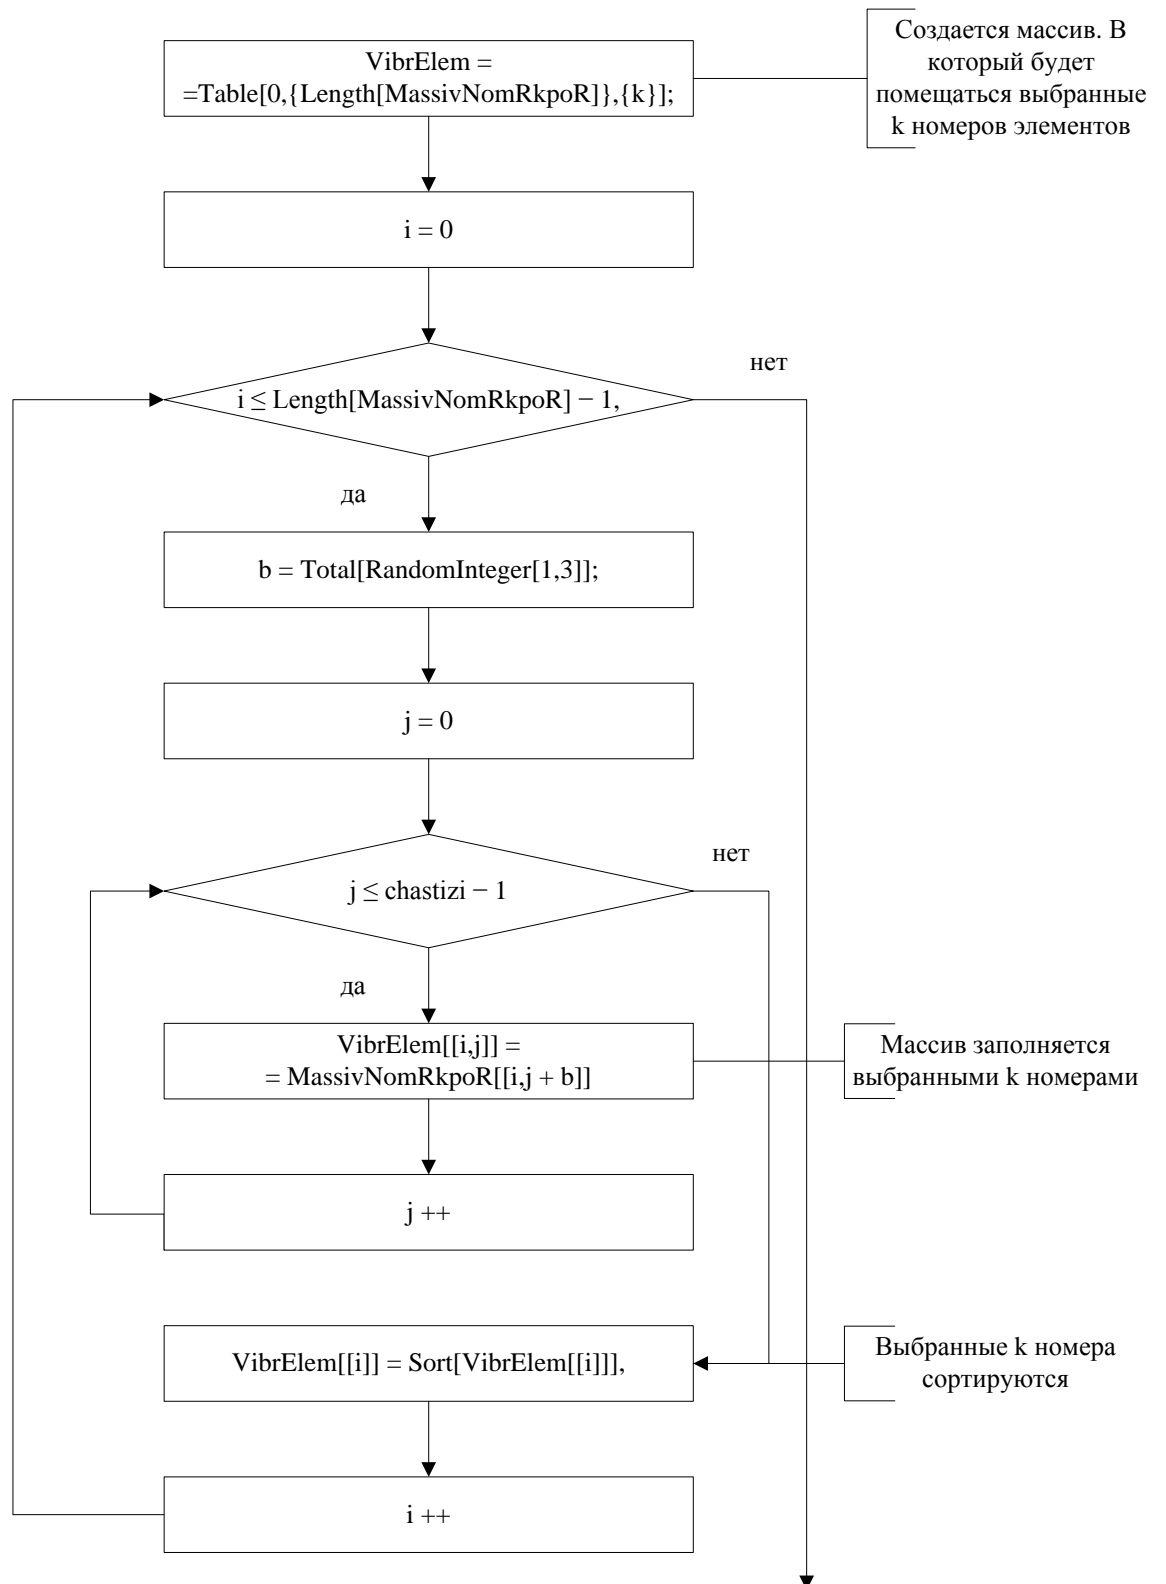 VibrElem =
=Table[0,{Length[MassivNomRkpoR]},{k}];
Создается массив. В
который будет
помещаться выбранные
k номеров элементов
i = 0
i ≤ Length[MassivNomRkpoR] − 1,
нет
да
b = Total[RandomInteger[1,3]];
j = 0
j ≤ chastizi − 1
нет
да
VibrElem[[i,j]] =
= MassivNomRkpoR[[i,j + b]]
Массив заполняется
выбранными k номерами
j ++
VibrElem[[i]] = Sort[VibrElem[[i]]],
Выбранные k номера
сортируются
i ++